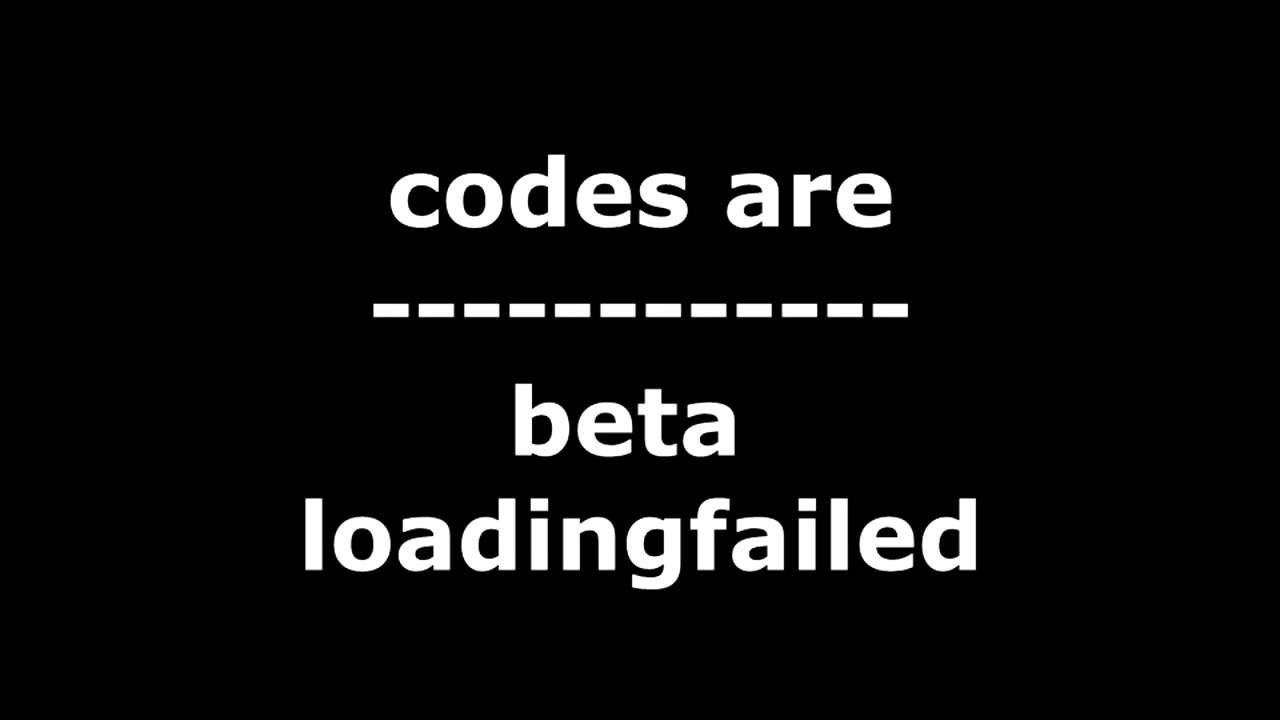 codes are
------------
beta
loadingfailed